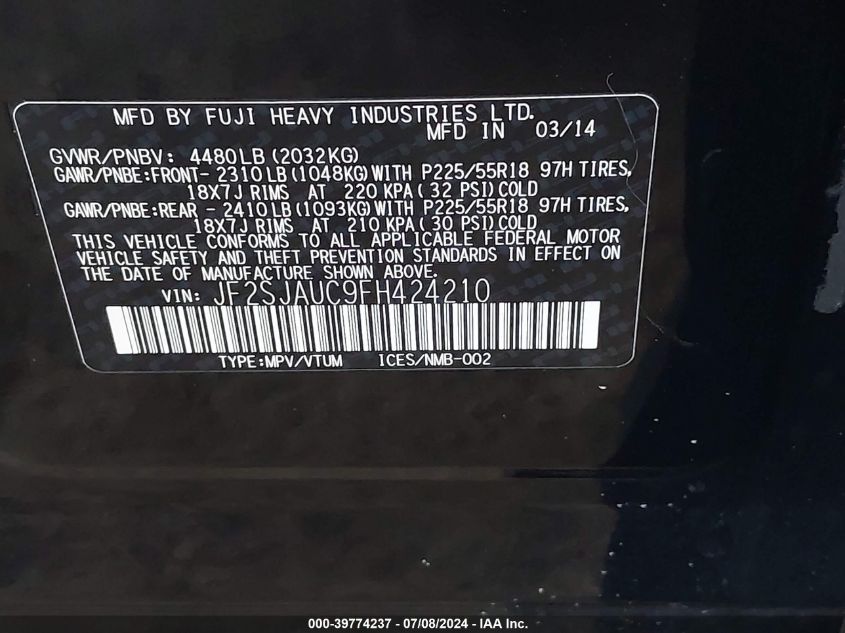 MFD BY FUJI HEAVY INDUSTRIES LTD.
MFD IN 03/14
GVWR/PNBV: 4480LB (2032KG)
GAWR/PNBE:FRONT- 2310LB (1048KG) WITH P225/55R18 97H TIRES,
18X7J RIMS AT 220 KPA ( 32 PSI) COLD
GAWR/PNBE:REAR - 2410LB (1093KG) WITH P225/55R18 97H TIRES,
18X7J RIMS AT 210 KPA ( 30 PSI) COLD
THIS VEHICLE CONFORMS TO ALL APPLICABLE FEDERAL MOTOR
VEHICLE SAFETY AND THEFT PREVENTION STANDARDS IN EFFECT ON
THE DATE OF MANUFACTURE SHOWN ABOVE.
VIN: JF2SJAUC9FH424210
TYPE:MPV/VTUM ICES/NMB-002
000-39774237 - 07/08/2024 - IAA Inc.